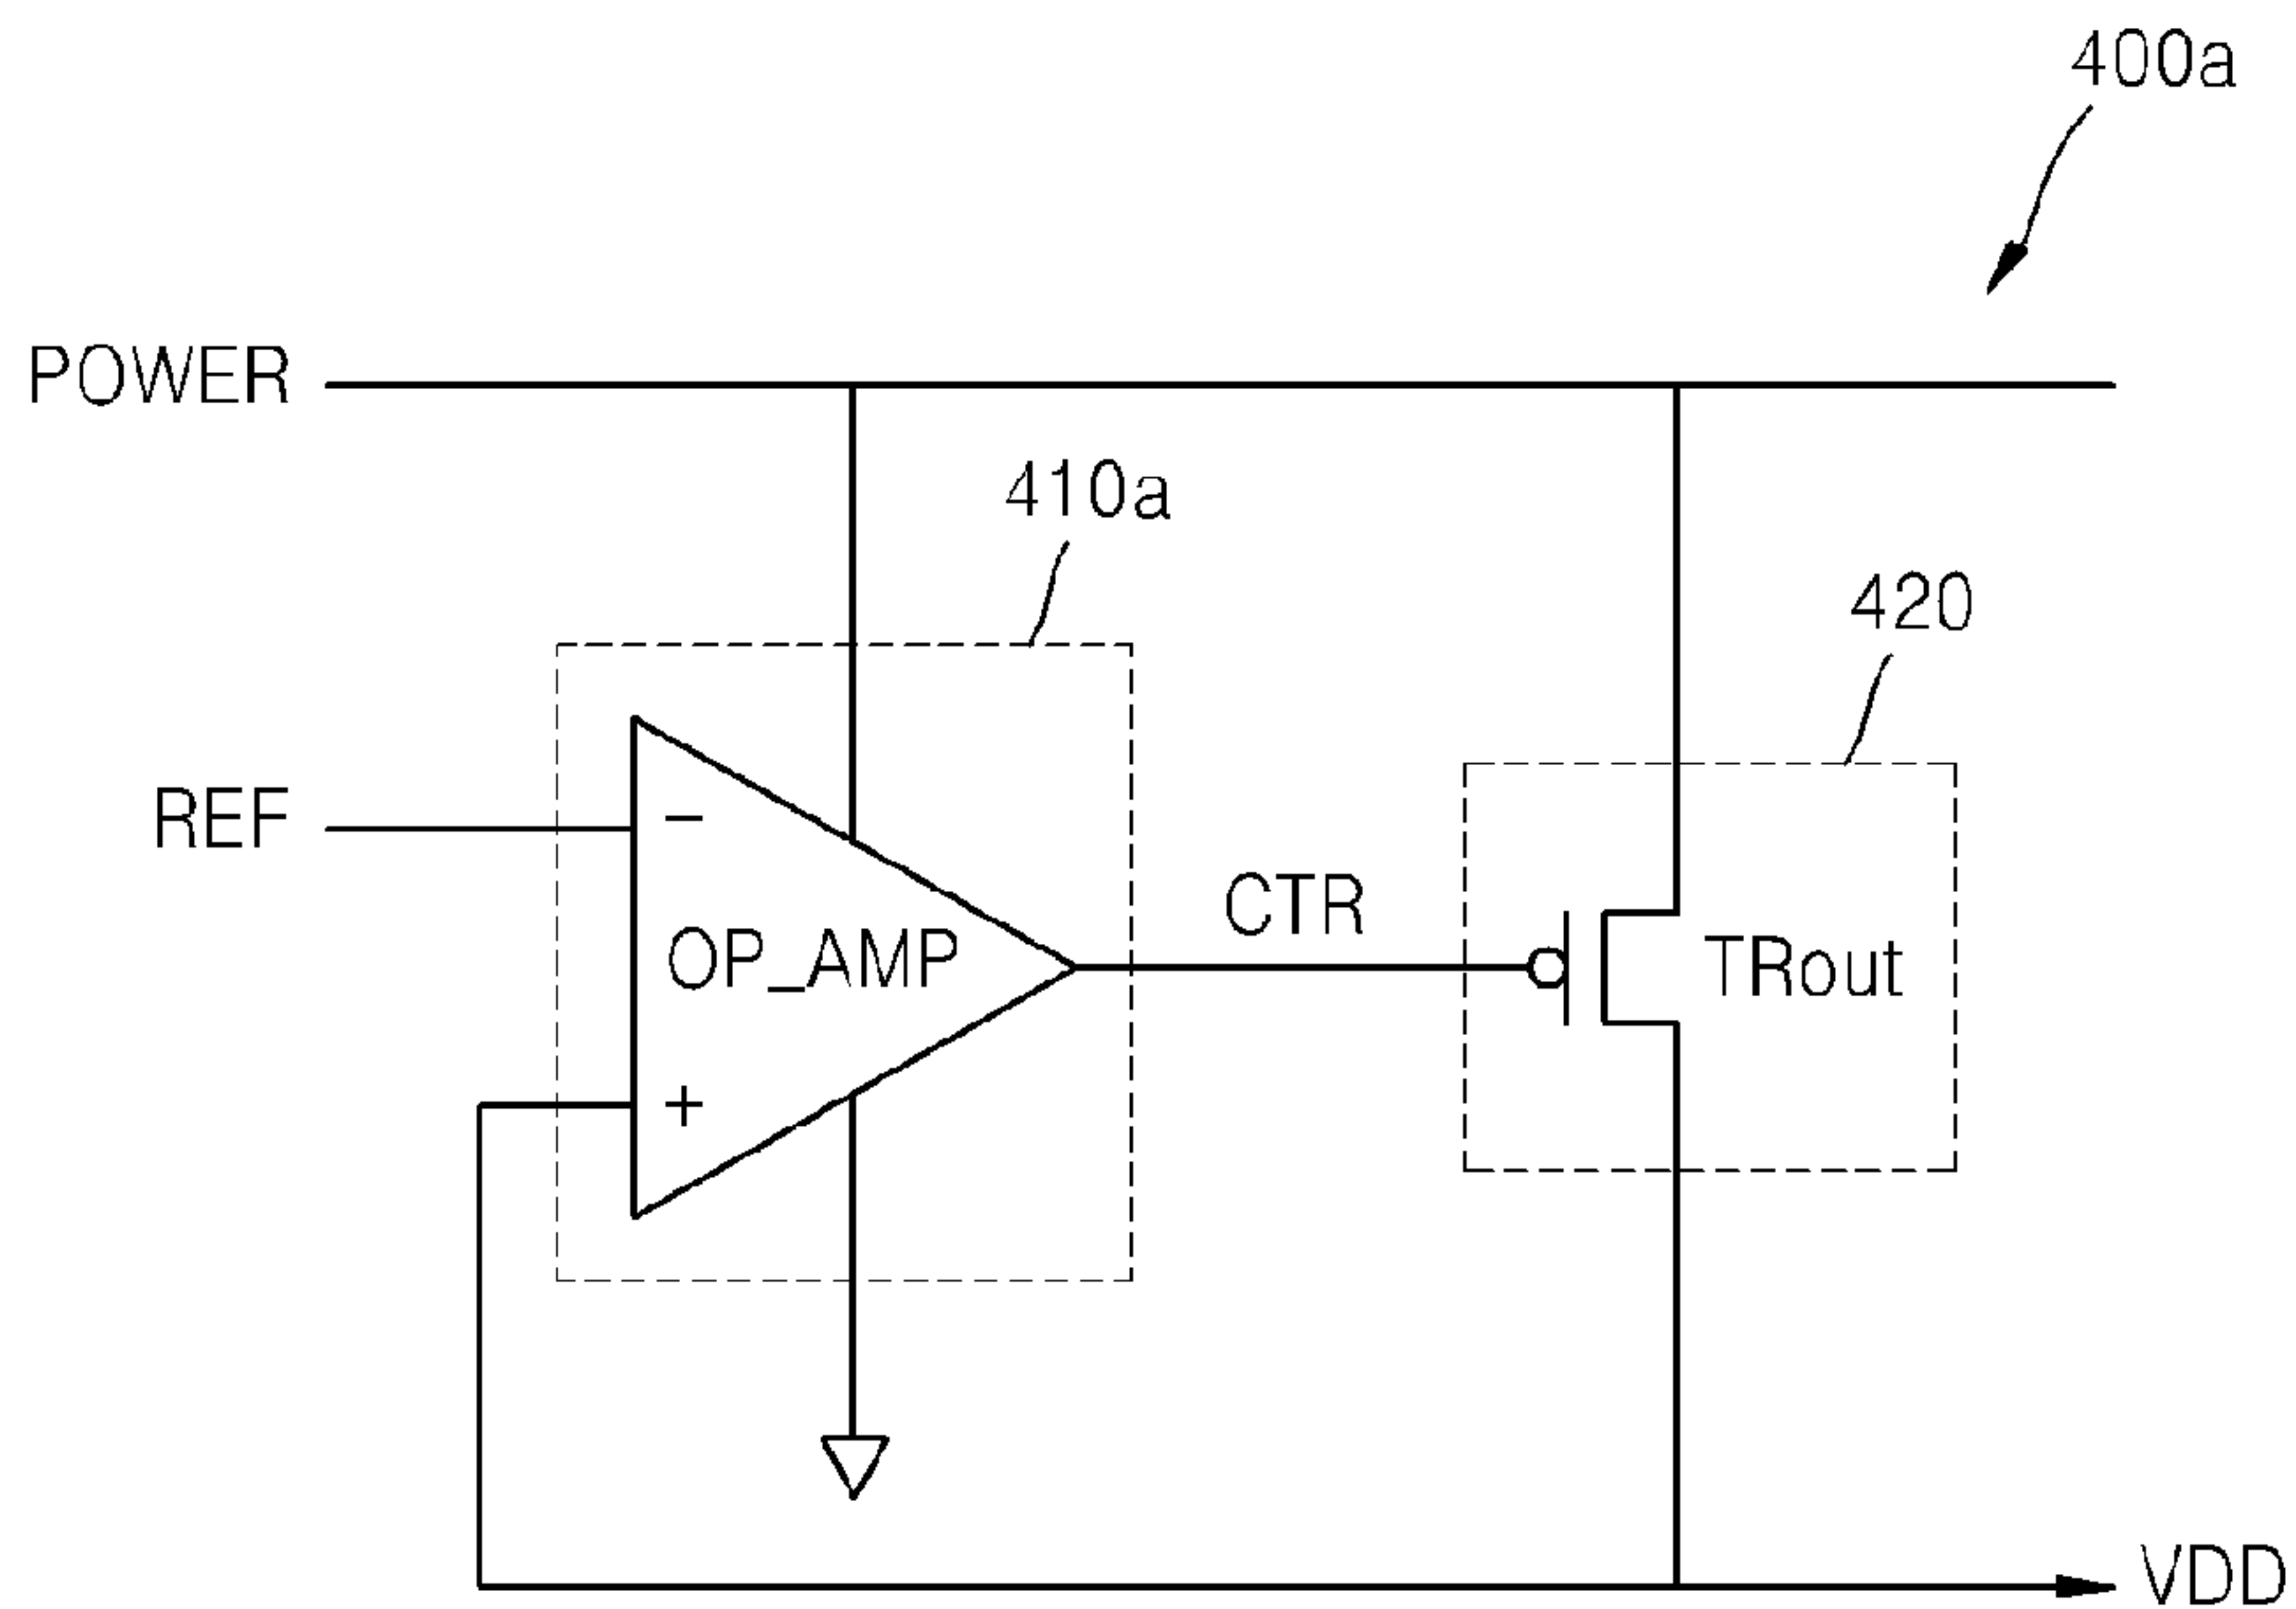 400a
POWER
410a
420
REF
−
CTR
OP_AMP
TRout
+
VDD